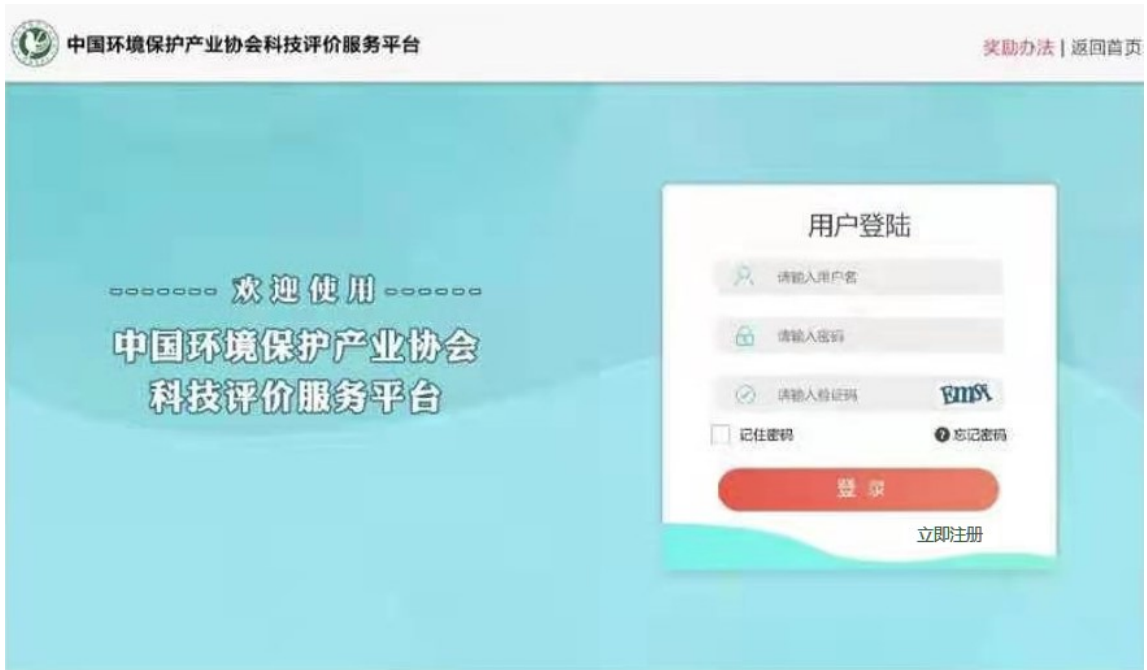 中国环境保护产业协会科技评价服务平台
奖励办法 | 返回首页
------- 欢迎使用 ------
中国环境保护产业协会
科技评价服务平台
用户登陆
请输入用户名
请输入密码
请输入验证码
记住密码 ? 忘记密码
登 录
立即注册